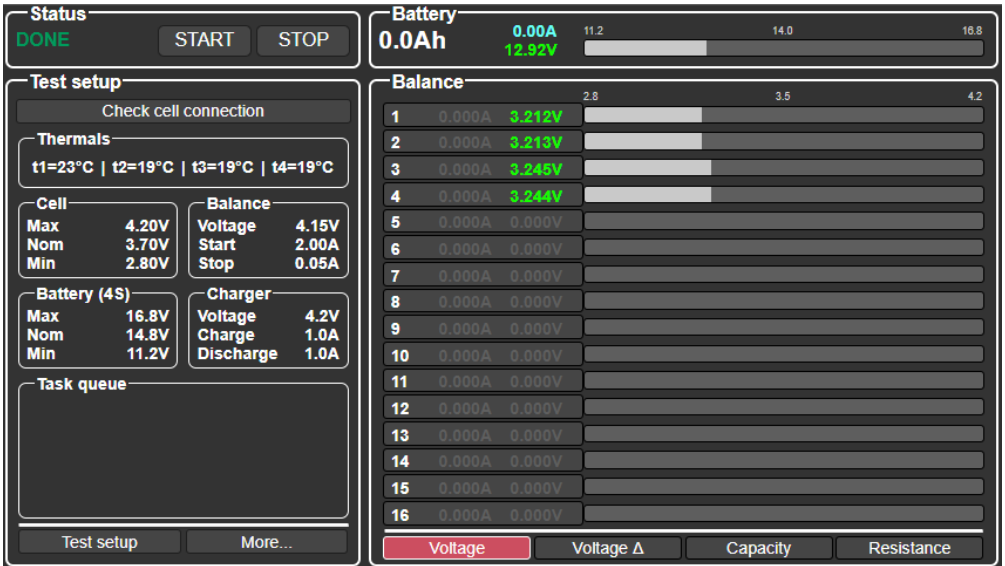 Status
DONE START STOP
Test setup
Check cell connection
Thermals
t1=23°C | t2=19°C | t3=19°C | t4=19°C
Cell
Max 4.20V
Nom 3.70V
Min 2.80V
Balance
Voltage 4.15V
Start 2.00A
Stop 0.05A
Battery (4S)
Max 16.8V
Nom 14.8V
Min 11.2V
Charger
Voltage 4.2V
Charge 1.0A
Discharge 1.0A
Task queue
Test setup More...
Battery
0.0Ah
0.00A
12.92V
11.2 14.0 16.8
Balance
2.8 3.5 4.2
1 0.000A 3.212V
2 0.000A 3.213V
3 0.000A 3.245V
4 0.000A 3.244V
5 0.000A 0.000V
6 0.000A 0.000V
7 0.000A 0.000V
8 0.000A 0.000V
9 0.000A 0.000V
10 0.000A 0.000V
11 0.000A 0.000V
12 0.000A 0.000V
13 0.000A 0.000V
14 0.000A 0.000V
15 0.000A 0.000V
16 0.000A 0.000V
Voltage Voltage Δ Capacity Resistance